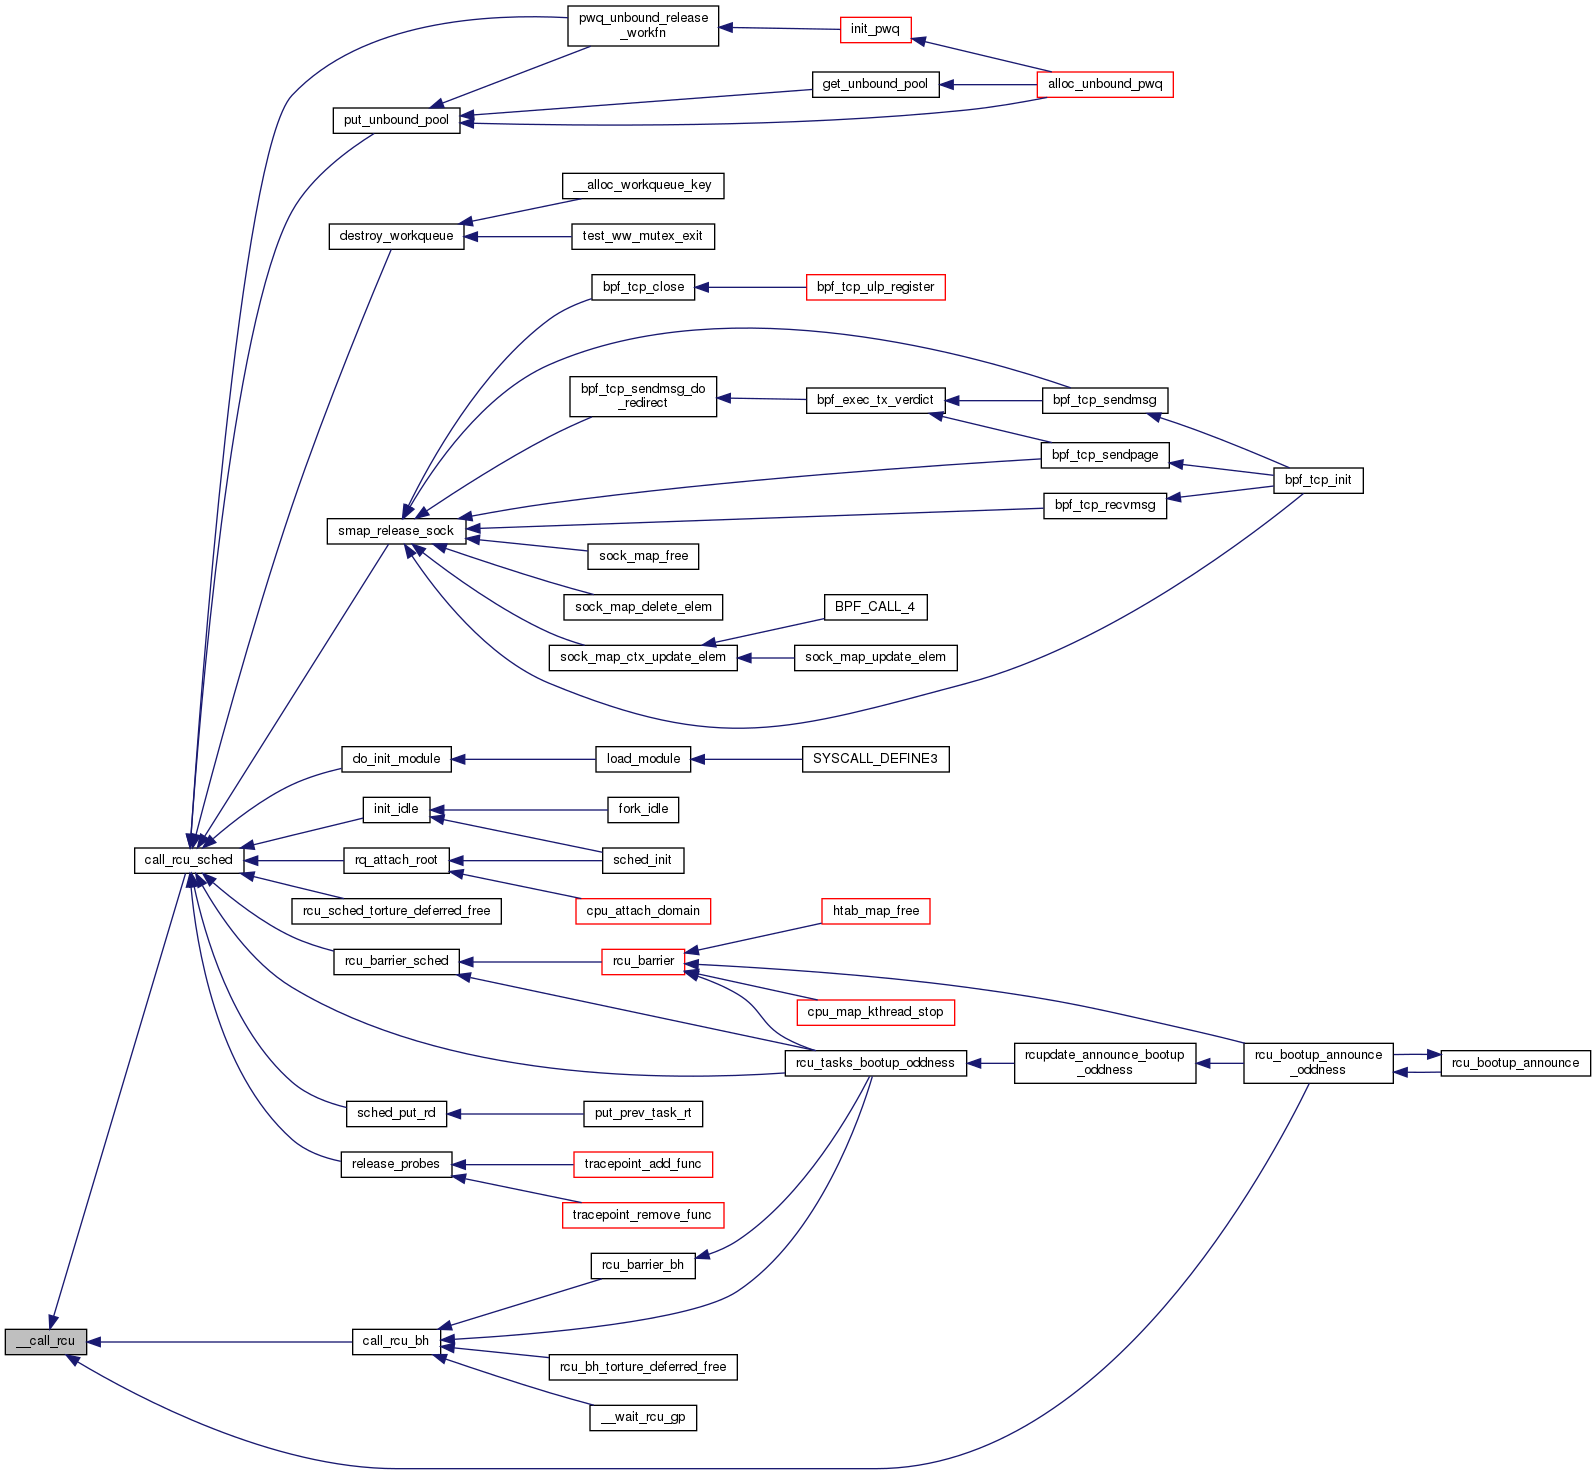 pwq_unbound_release
_workfn
init_pwq
get_unbound_pool
alloc_unbound_pwq
put_unbound_pool
__alloc_workqueue_key
destroy_workqueue
test_ww_mutex_exit
bpf_tcp_close
bpf_tcp_ulp_register
bpf_tcp_sendmsg_do
_redirect
bpf_exec_tx_verdict
bpf_tcp_sendmsg
bpf_tcp_sendpage
bpf_tcp_init
bpf_tcp_recvmsg
smap_release_sock
sock_map_free
sock_map_delete_elem
BPF_CALL_4
sock_map_ctx_update_elem
sock_map_update_elem
do_init_module
load_module
SYSCALL_DEFINE3
init_idle
fork_idle
call_rcu_sched
rq_attach_root
sched_init
rcu_sched_torture_deferred_free
cpu_attach_domain
htab_map_free
rcu_barrier_sched
rcu_barrier
cpu_map_kthread_stop
rcu_tasks_bootup_oddness
rcupdate_announce_bootup
_oddness
rcu_bootup_announce
_oddness
rcu_bootup_announce
sched_put_rd
put_prev_task_rt
release_probes
tracepoint_add_func
tracepoint_remove_func
rcu_barrier_bh
__call_rcu
call_rcu_bh
rcu_bh_torture_deferred_free
__wait_rcu_gp